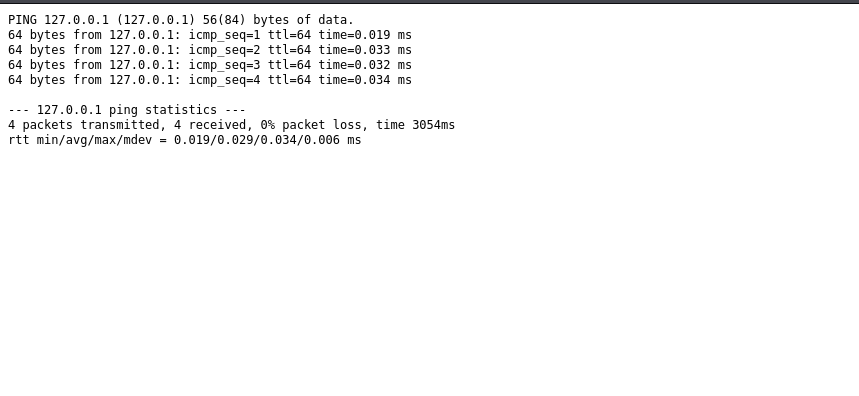 PING 127.0.0.1 (127.0.0.1) 56(84) bytes of data.
64 bytes from 127.0.0.1: icmp_seq=1 ttl=64 time=0.019 ms
64 bytes from 127.0.0.1: icmp_seq=2 ttl=64 time=0.033 ms
64 bytes from 127.0.0.1: icmp_seq=3 ttl=64 time=0.032 ms
64 bytes from 127.0.0.1: icmp_seq=4 ttl=64 time=0.034 ms

--- 127.0.0.1 ping statistics ---
4 packets transmitted, 4 received, 0% packet loss, time 3054ms
rtt min/avg/max/mdev = 0.019/0.029/0.034/0.006 ms